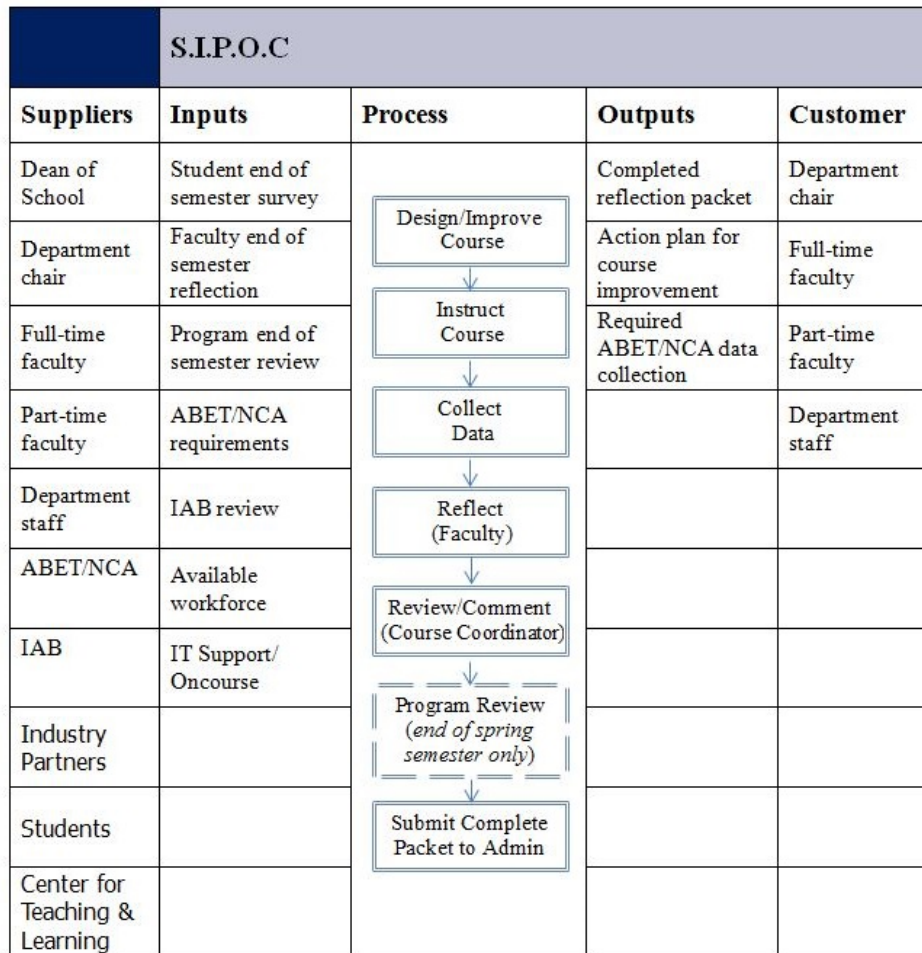 S.I.P.O.C
Suppliers
Inputs
Process
Outputs
Customer
Dean of
School
Student end of
semester survey
Completed
reflection packet
Department
chair
Department
chair
Faculty end of
semester
reflection
Action plan for
course
improvement
Full-time
faculty
Full-time
faculty
Program end of
semester review
Required
ABET/NCA data
collection
Part-time
faculty
Part-time
faculty
ABET/NCA
requirements
Department
staff
Department
staff
IAB review
ABET/NCA
Available
workforce
IAB
IT Support/
Oncourse
Industry
Partners
Students
Center for
Teaching &
Learning
Design/Improve
Course
Instruct
Course
Collect
Data
Reflect
(Faculty)
Review/Comment
(Course Coordinator)
Program Review
(end of spring
semester only)
Submit Complete
Packet to Admin